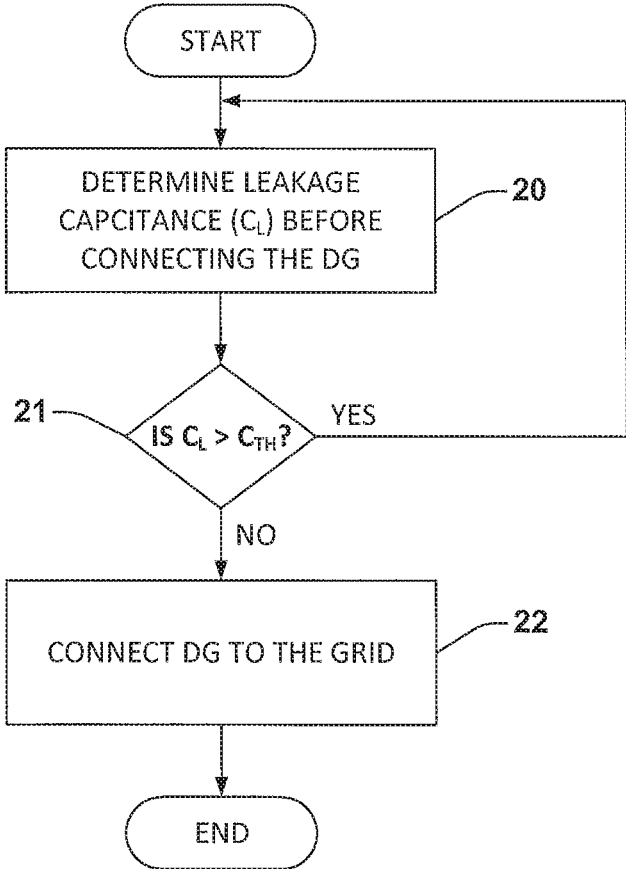 START
DETERMINE LEAKAGE
CAPCITANCE (CL) BEFORE
CONNECTING THE DG
20
21
IS CL > CTH?
YES
NO
CONNECT DG TO THE GRID
22
END